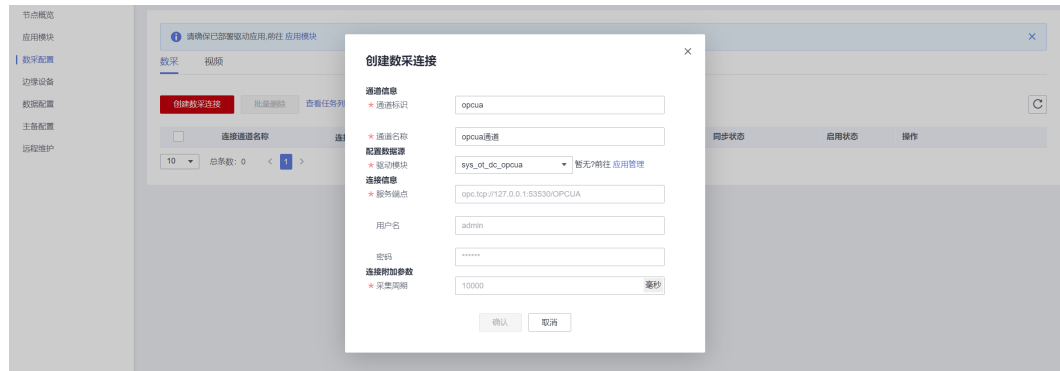 节点概览
应用模块
数采配置
边缘设备
数据配置
主备配置
远程维护
请确保已部署驱动应用,前往 应用模块
数采 视频
创建数采连接 批量删除 查看任务列
连接通道名称 同步状态 启用状态 操作
10 总条数: 0 < 1 >
创建数采连接
通道信息
* 通道标识 opcua
* 通道名称 opcua通道
配置数据源
* 驱动模块 sys_ot_dc_opcua 暂无?前往 应用管理
连接信息
* 服务端点 opc.tcp://127.0.0.1:53530/OPCUA
用户名 admin
密码 ******
连接附加参数
* 采集周期 10000 毫秒
确认 取消